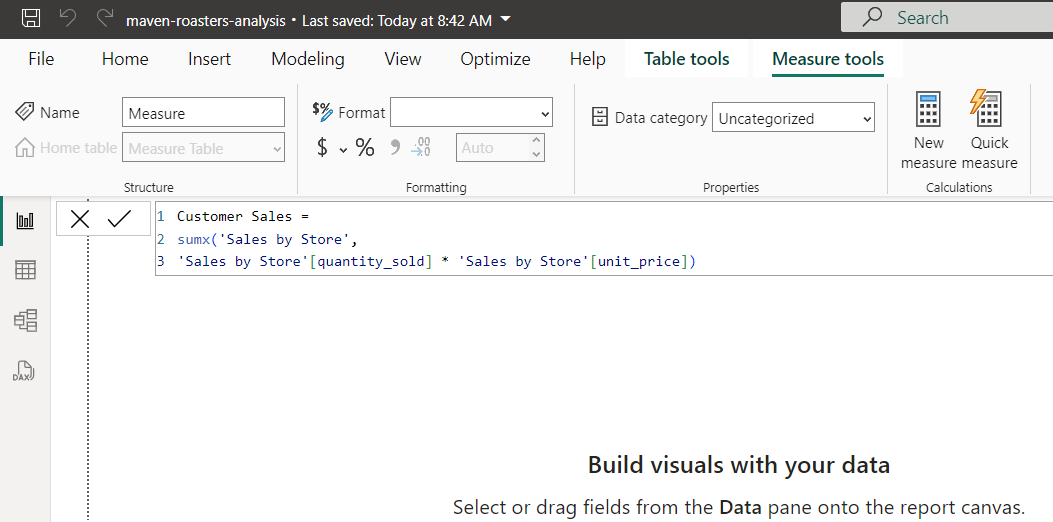 maven-roasters-analysis • Last saved: Today at 8:42 AM
Search
File Home Insert Modeling View Optimize Help Table tools Measure tools
Name Measure
Home table Measure Table
Structure
$% Format
$ % , .00 →0
Auto
Formatting
Data category Uncategorized
Properties
New measure
Quick measure
Calculations
DAX
1 Customer Sales =
2 sumx('Sales by Store',
3 'Sales by Store'[quantity_sold] * 'Sales by Store'[unit_price])
Build visuals with your data
Select or drag fields from the Data pane onto the report canvas.